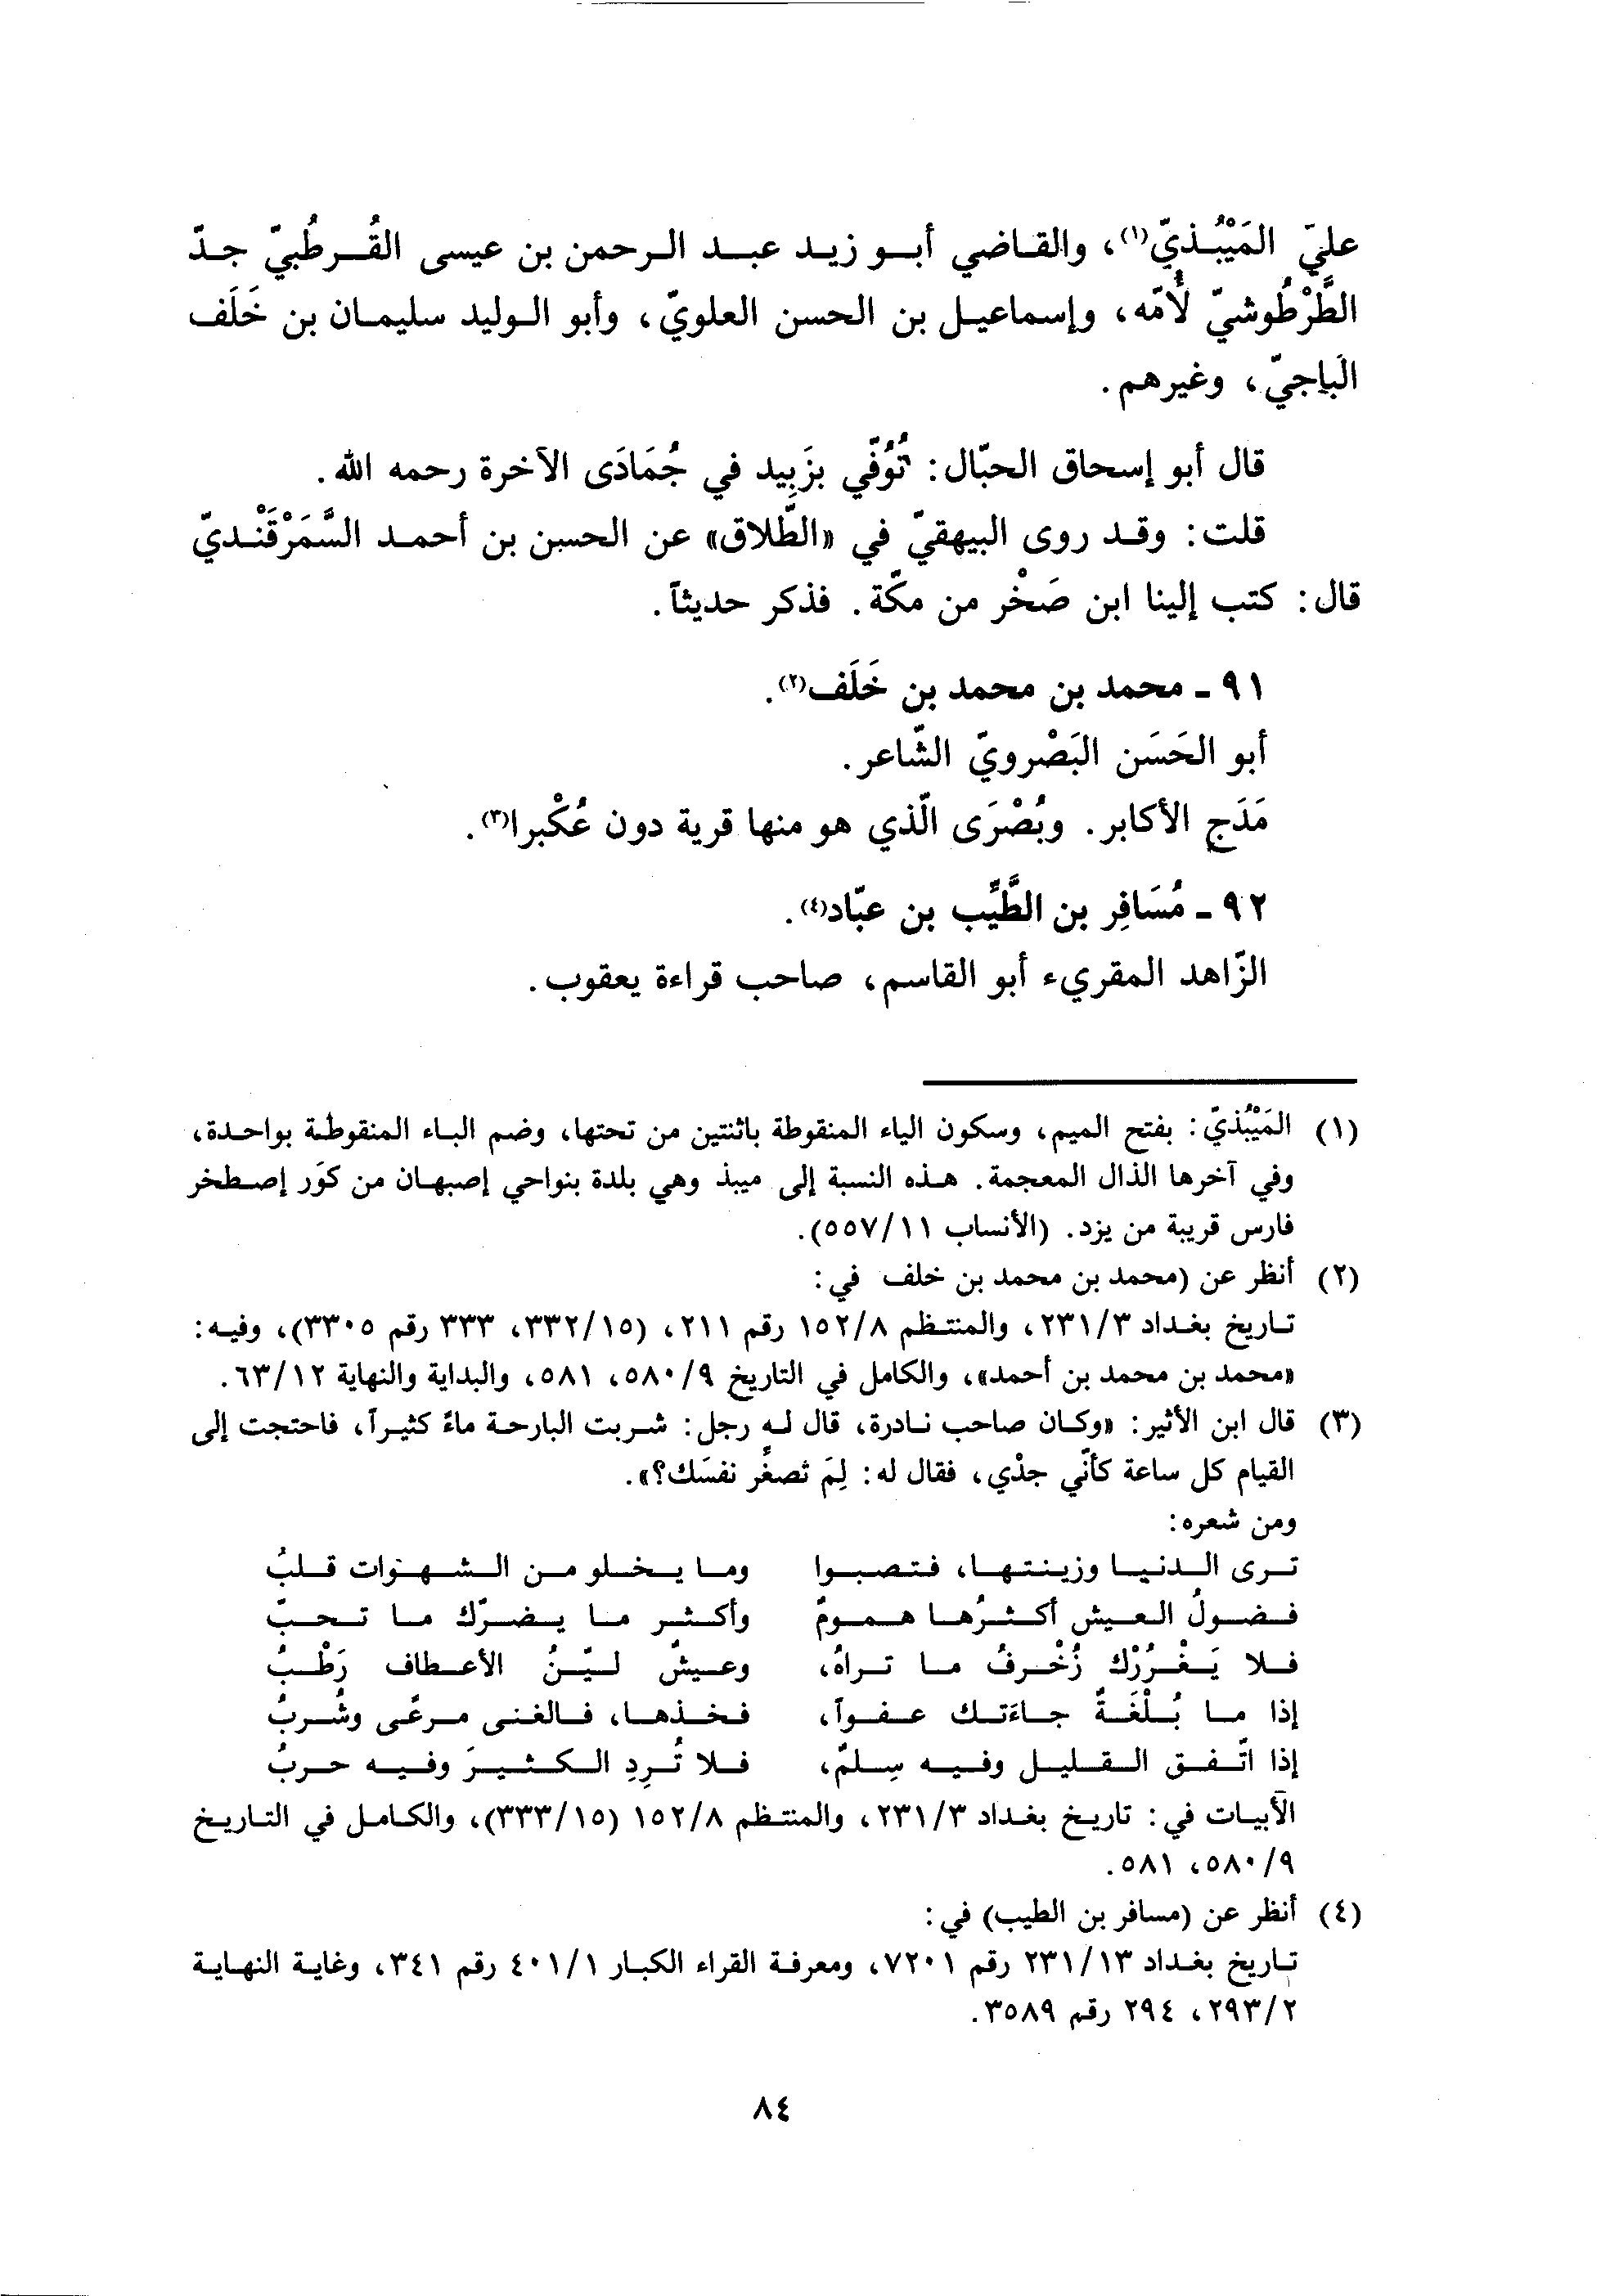 عليّ المَيْبُذيّ(١)، والقاضي أبو زيد عبد الرحمن بن عيسى القُرطُبيّ جدّ
الطَّرْطُوشيّ لأُمّه، وإسماعيل بن الحسن العلويّ، وأبو الوليد سليمان بن خَلَف
الباجيّ، وغيرهم.
قال أبو إسحاق الحبّال: تُوُفّي بزَبِيد في جُمَادَى الآخرة رحمه الله.
قلت: وقد روى البيهقيّ في «الطّلاق» عن الحسن بن أحمد السَّمَرْقَنْديّ
قال: كتب إلينا ابن صَخْر من مكّة. فذكر حديثاً.
٩١ - محمد بن محمد بن خَلَف(٢).
أبو الحَسَن البَصْرويّ الشّاعر.
مَدَح الأكابر. وبُصْرَى الّذي هو منها قرية دون عُكْبرا(٣).
٩٢ - مُسَافِر بن الطَّيِّب بن عبّاد(٤).
الزّاهد المقريء أبو القاسم، صاحب قراءة يعقوب.
(١) المَيْبُذيّ: بفتح الميم، وسكون الياء المنقوطة باثنتين من تحتها، وضم الباء المنقوطة بواحدة،
وفي آخرها الذال المعجمة. هذه النسبة إلى ميبذ وهي بلدة بنواحي إصبهان من كوَر إصطخر
فارس قريبة من يزد. (الأنساب ٥٥٧/١١).
(٢) أنظر عن (محمد بن محمد بن خلف في:
تاريخ بغداد ٢٣١/٣، والمنتظم ١٥٢/٨ رقم ٢١١، (٣٣٢/١٥، ٣٣٣ رقم ٣٣٠٥)، وفيه:
«محمد بن محمد بن أحمد»، والكامل في التاريخ ٥٨٠/٩، ٥٨١، والبداية والنهاية ٦٣/١٢.
(٣) قال ابن الأثير: «وكان صاحب نادرة، قال له رجل: شربت البارحة ماءً كثيراً، فاحتجت إلى
القيام كل ساعة كأنّي جدْي، فقال له: لِمَ تصغّر نفسَك؟».
ومن شعره:
ترى الدنيا وزينتها، فتصبوا وما يخلو من الشهوات قلبُ
فضولُ العيش أكثرُها همومٌ وأكثر ما يضرّك ما تحبّ
فلا يَغْرُرْك زُخْرفُ ما تراهُ، وعيشٌ ليّنُ الأعطاف رَطْبُ
إذا ما بُلْغَةٌ جاءَتك عفواً، فخذها، فالغنى مرعًى وشُربُ
إذا اتّفق القليل وفيه سِلمٌ، فلا تُرِدِ الكثيرَ وفيه حربُ
الأبيات في: تاريخ بغداد ٢٣١/٣، والمنتظم ١٥٢/٨ (٣٣٣/١٥)، والكامل في التاريخ
٥٨٠/٩، ٥٨١.
(٤) أنظر عن (مسافر بن الطيب) في:
تاريخ بغداد ٢٣١/١٣ رقم ٧٢٠١، ومعرفة القراء الكبار ٤٠١/١ رقم ٣٤١، وغاية النهاية
٢٩٣/٢، ٢٩٤ رقم ٣٥٨٩.
٨٤